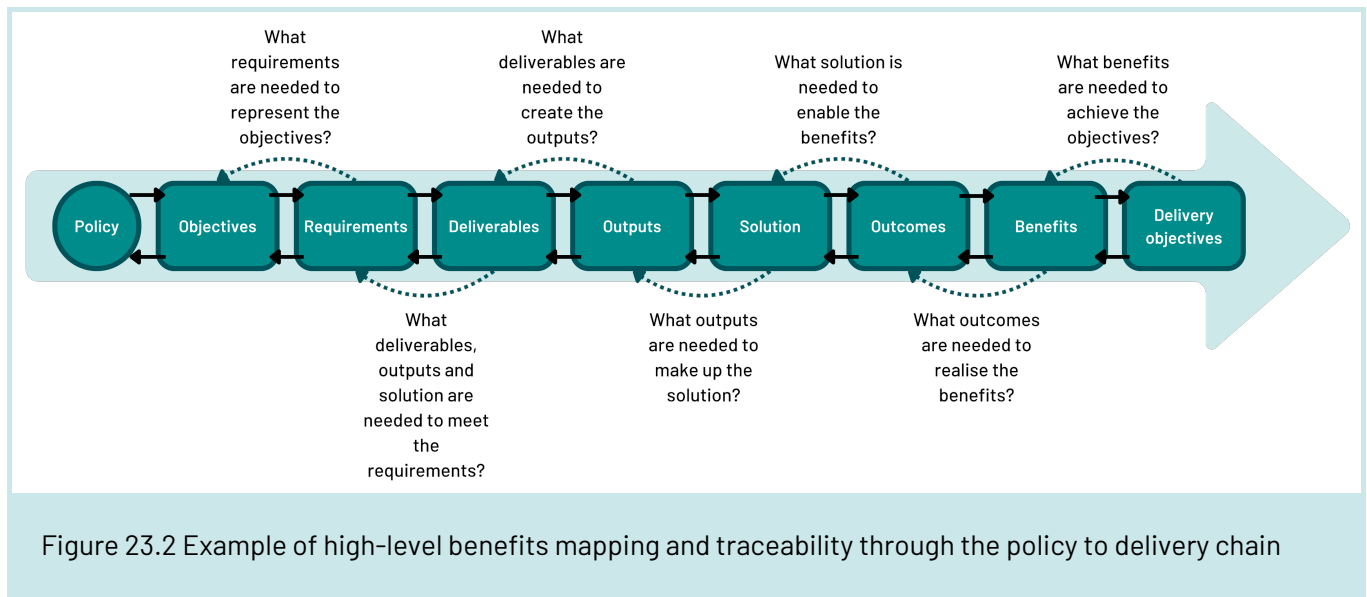 What
requirements
are needed to
represent the
objectives?
What
deliverables are
needed to
create the
outputs?
What solution is
needed to
enable the
benefits?
What benefits
are needed to
achieve the
objectives?
Policy
Objectives
Requirements
Deliverables
Outputs
Solution
Outcomes
Benefits
Delivery
objectives
What
deliverables,
outputs and
solution are
needed to meet
the
requirements?
What outputs
are needed to
make up the
solution?
What outcomes
are needed to
realise the
benefits?
Figure 23.2 Example of high-level benefits mapping and traceability through the policy to delivery chain